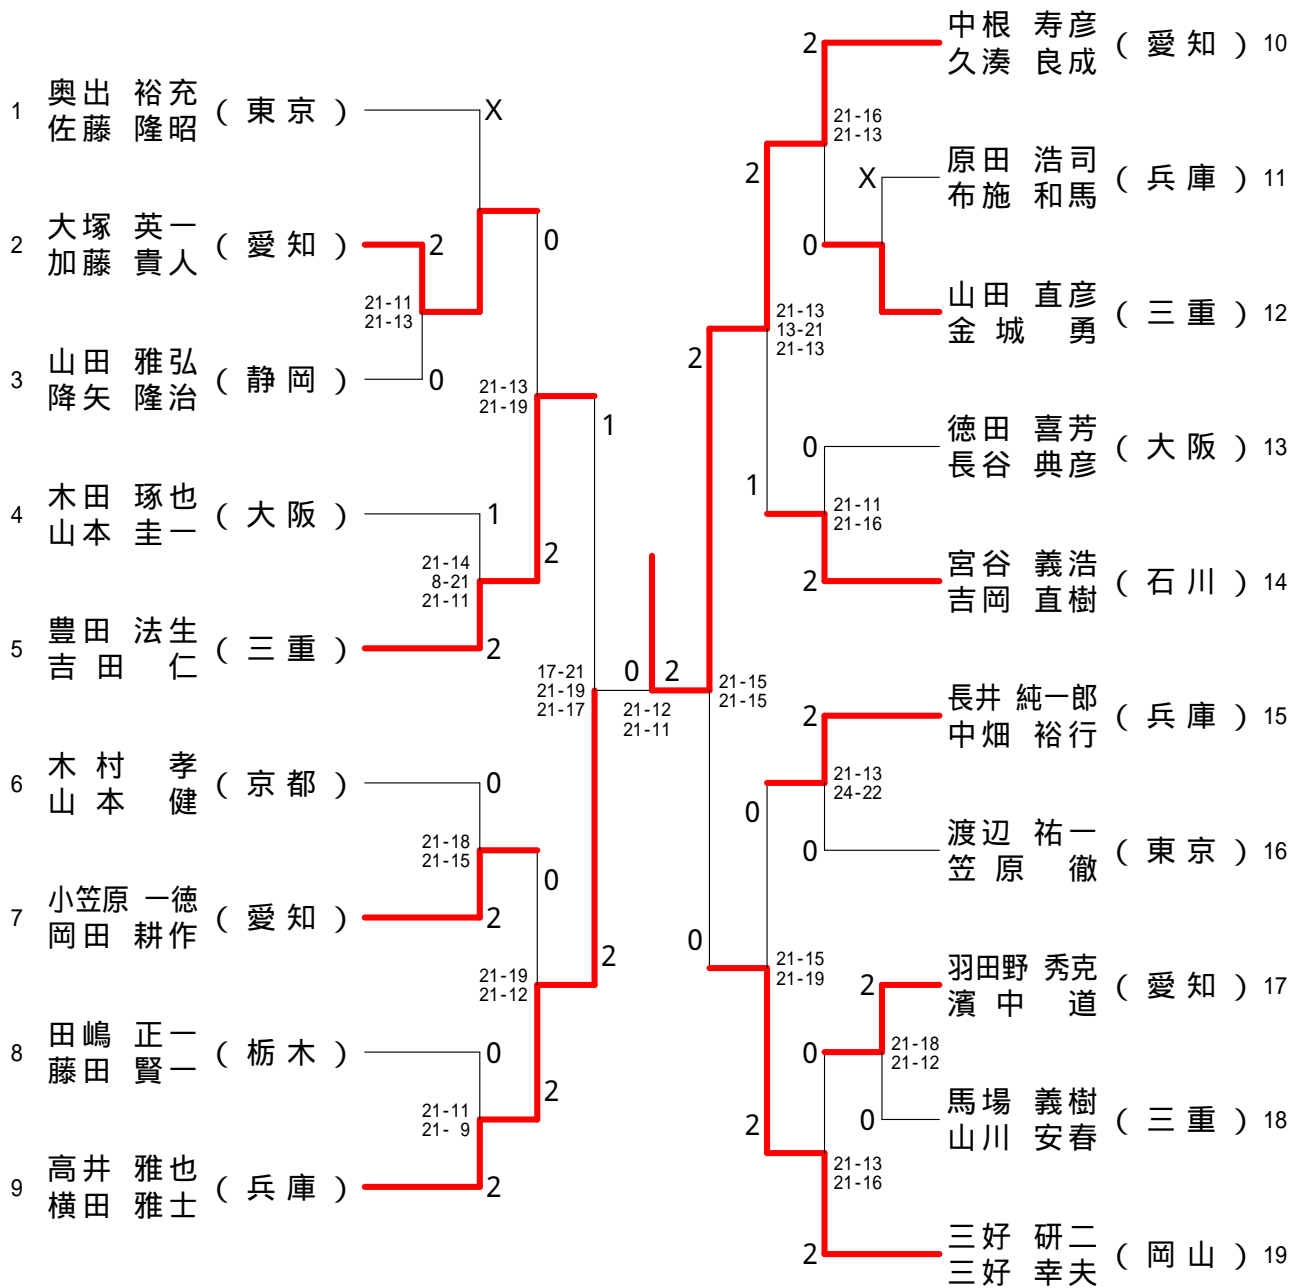 1 奥出 裕充 (東京)
佐藤 隆昭
X
2 大塚 英一 (愛知)
加藤 貴人
2
0
21-11
21-13
3 山田 雅弘 (静岡)
降矢 隆治
0
21-13
21-19
1
4 木田 琢也 (大阪)
山本 圭一
1
2
21-14
8-21
21-11
5 豊田 法生 (三重)
吉田 仁
2
17-21
21-19
21-17
0 2
21-12
21-11
6 木村 孝 (京都)
山本 健
0
21-18
21-15
0
7 小笠原 一徳 (愛知)
岡田 耕作
2
2
21-19
21-12
8 田嶋 正一 (栃木)
藤田 賢一
0
2
21-11
21- 9
9 高井 雅也 (兵庫)
横田 雅士
2
2
中根 寿彦 (愛知) 10
久湊 良成
21-16
21-13
2
X
原田 浩司 (兵庫) 11
布施 和馬
0
山田 直彦 (三重) 12
金城 勇
21-13
13-21
21-13
2
0
徳田 喜芳 (大阪) 13
長谷 典彦
1
21-11
21-16
2
宮谷 義浩 (石川) 14
吉岡 直樹
21-15
21-15
2
長井 純一郎 (兵庫) 15
中畑 裕行
21-13
24-22
0
0
渡辺 祐一 (東京) 16
笠原 徹
0
21-15
21-19
2
羽田野 秀克 (愛知) 17
濱中 道
0
21-18
21-12
2
0
馬場 義樹 (三重) 18
山川 安春
21-13
21-16
2
三好 研二 (岡山) 19
三好 幸夫